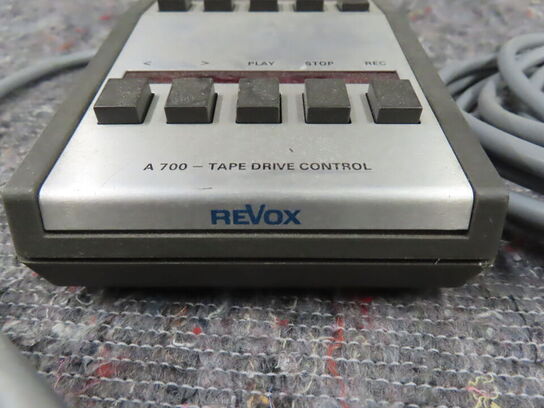 < > PLAY STOP REC
A 700 – TAPE DRIVE CONTROL
REVOX